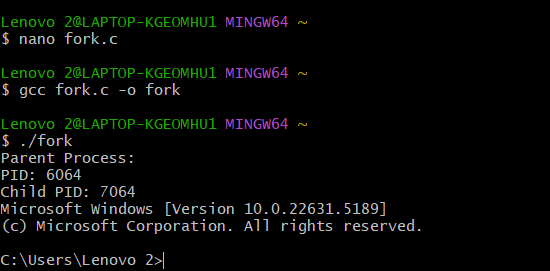 Lenovo 2@LAPTOP-KGEOMHU1 MINGW64 ~
$ nano fork.c
Lenovo 2@LAPTOP-KGEOMHU1 MINGW64 ~
$ gcc fork.c -o fork
Lenovo 2@LAPTOP-KGEOMHU1 MINGW64 ~
$ ./fork
Parent Process:
PID: 6064
Child PID: 7064
Microsoft Windows [Version 10.0.22631.5189]
(c) Microsoft Corporation. All rights reserved.
C:\Users\Lenovo 2>